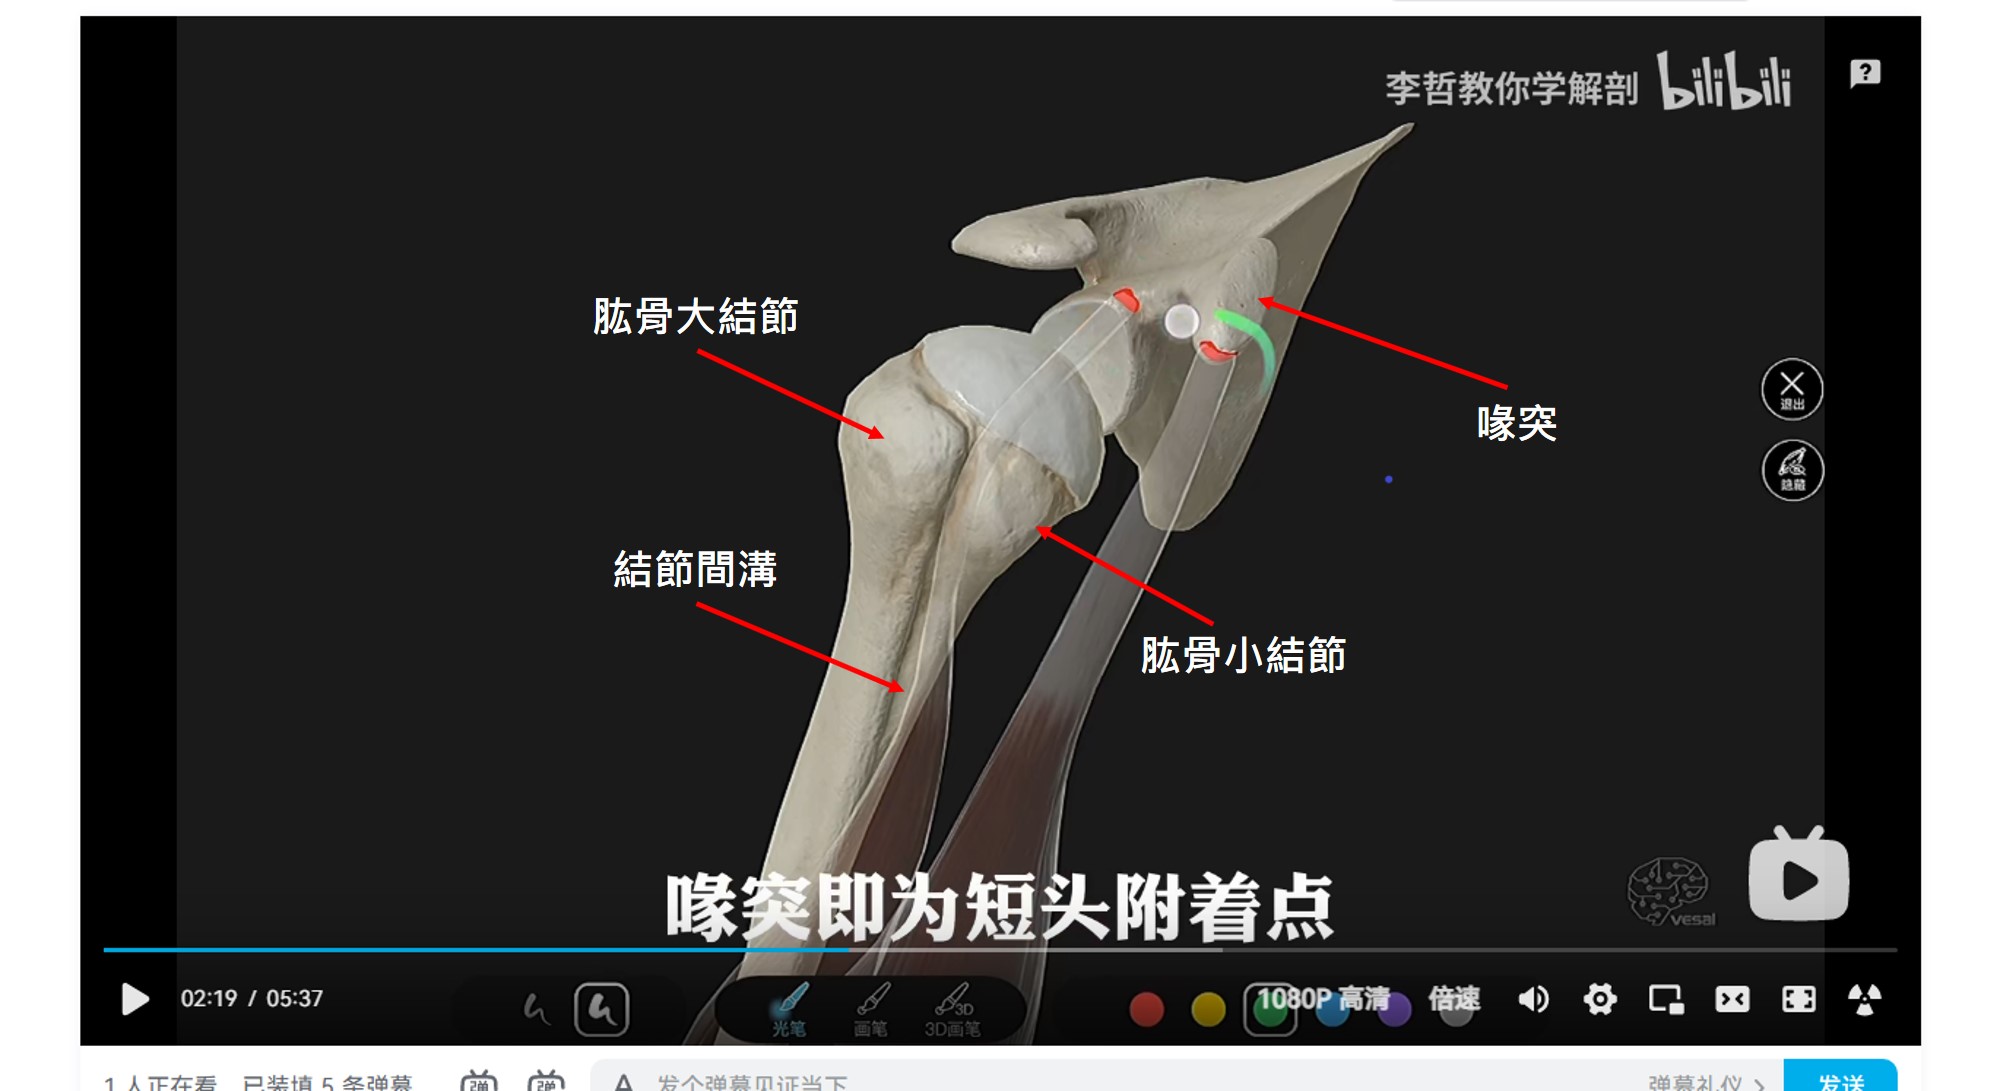 李哲教你学解剖 bilibili
?
肱骨大結節
喙突
退出
隐藏
結節間溝
肱骨小結節
喙突即为短头附着点
vesal
02:19 / 05:37
光笔
画笔
3D
3D画笔
1080P 高清
倍速
1 人正在看, 已装填 5 条弹幕
弹
弹
A
发个弹幕见证当下
弹幕礼仪 >
发送